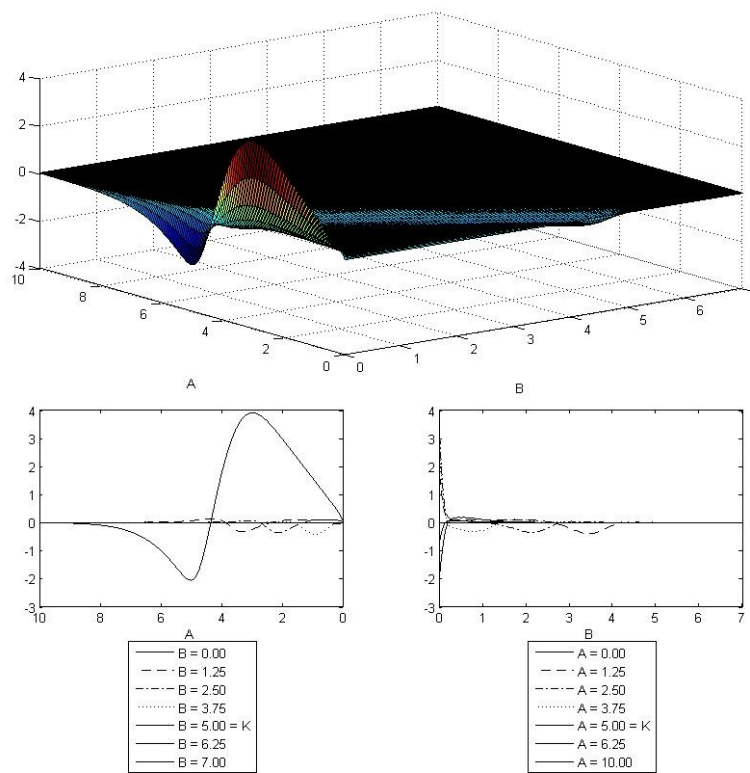 4
2
0
-2
-4
10
8
6
4
2
0
0
1
2
3
4
5
6
A
B
4
3
2
1
0
-1
-2
-3
10
8
6
4
2
0
A
B = 0.00
B = 1.25
B = 2.50
B = 3.75
B = 5.00 = K
B = 6.25
B = 7.00
4
3
2
1
0
-1
-2
-3
0
1
2
3
4
5
6
7
B
A = 0.00
A = 1.25
A = 2.50
A = 3.75
A = 5.00 = K
A = 6.25
A = 10.00